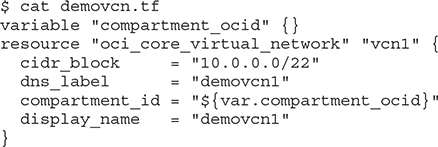 $ cat demovcn.tf
variable "compartment_ocid" {}
resource "oci_core_virtual_network" "vcn1" {
  cidr_block     = "10.0.0.0/22"
  dns_label      = "demovcn1"
  compartment_id = "${var.compartment_ocid}"
  display_name   = "demovcn1"
}